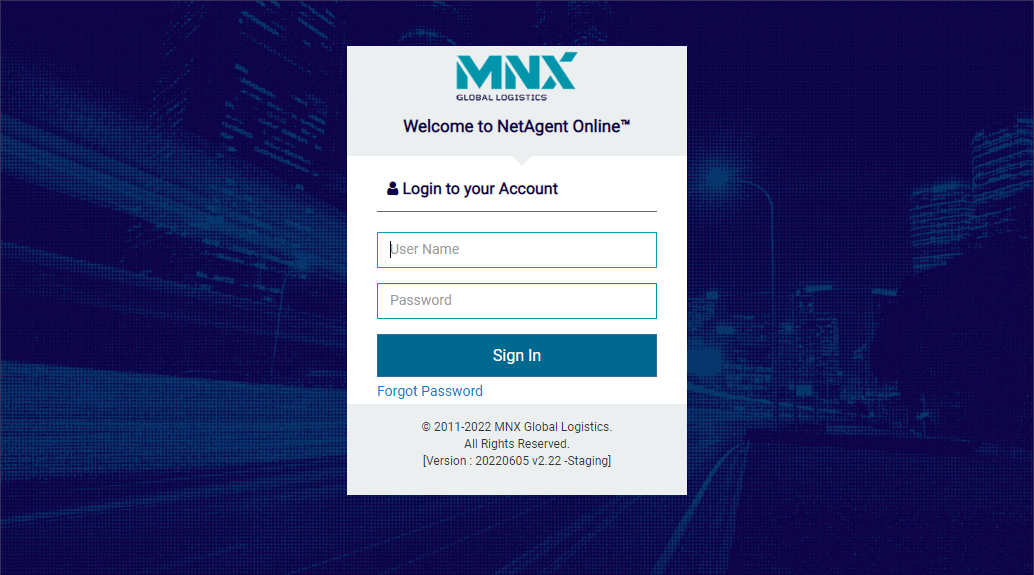 MNX
GLOBAL LOGISTICS
Welcome to NetAgent Online™
Login to your Account
User Name
Password
Sign In
Forgot Password
© 2011-2022 MNX Global Logistics.
All Rights Reserved.
[Version : 20220605 v2.22 -Staging]